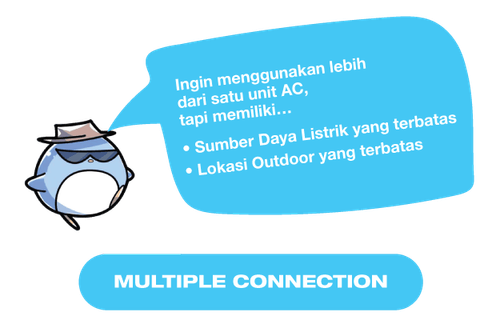 Ingin menggunakan lebih
dari satu unit AC,
tapi memiliki...
• Sumber Daya Listrik yang terbatas
• Lokasi Outdoor yang terbatas
MULTIPLE CONNECTION